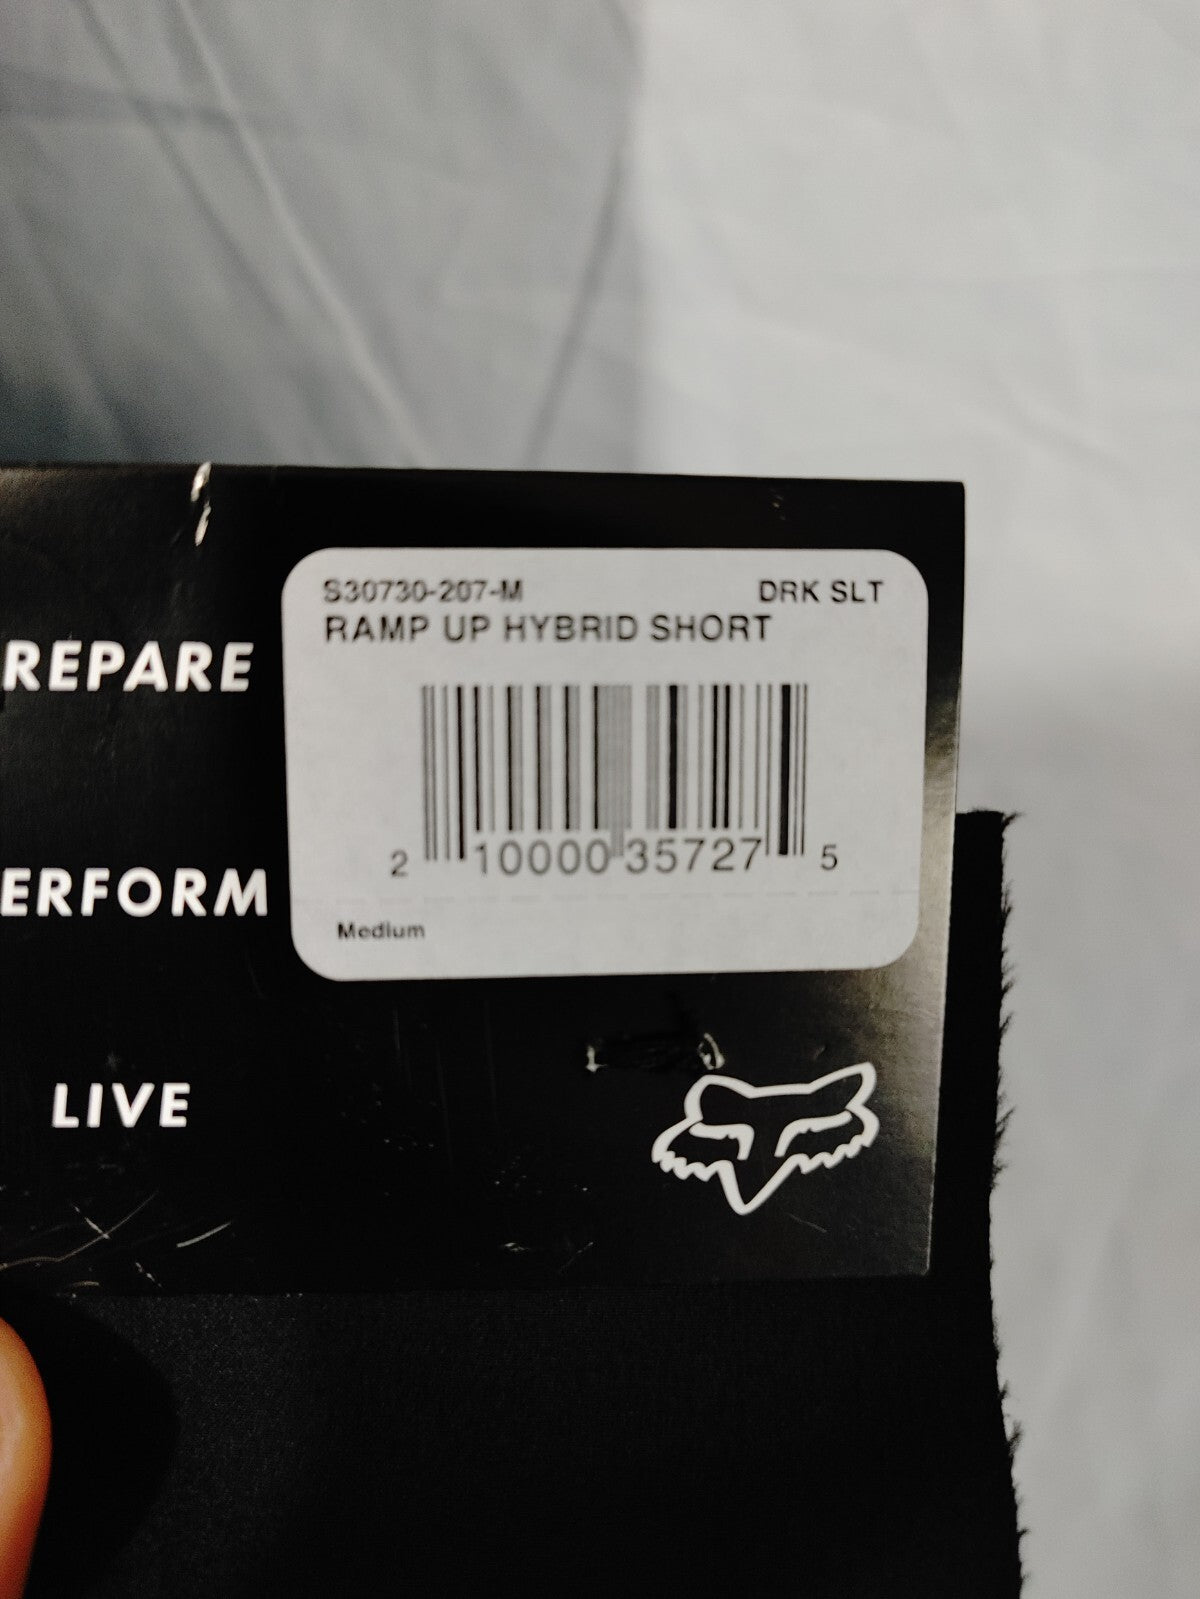 S30730-207-M DRK SLT
RAMP UP HYBRID SHORT
2 10000 35727 5
Medium
REPARE
ERFORM
LIVE